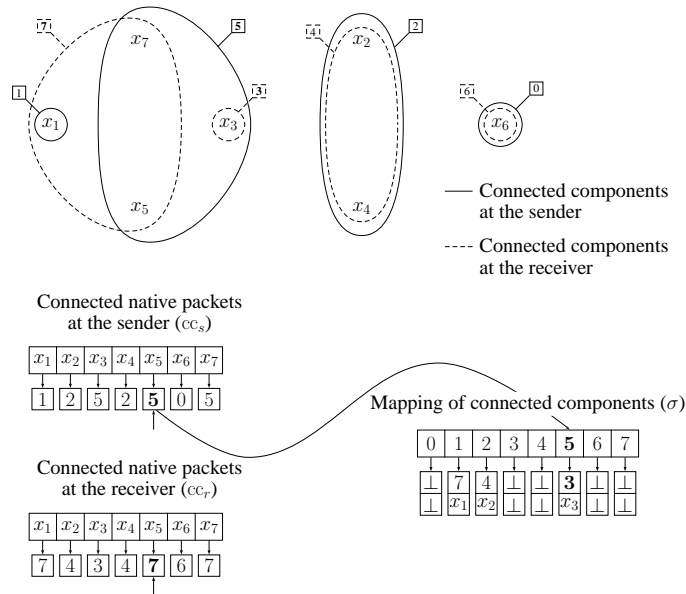 7 x7 5 4 x2 2 6 0
1 x1 3 x3 x6
x5 x4
Connected components
at the sender
Connected components
at the receiver
Connected native packets
at the sender (ccs)
x1 x2 x3 x4 x5 x6 x7
1 2 5 2 5 0 5
Mapping of connected components (σ)
0 1 2 3 4 5 6 7
⊥ 7 4 ⊥ ⊥ 3 ⊥ ⊥
⊥ x1 x2 ⊥ ⊥ x3 ⊥ ⊥
Connected native packets
at the receiver (ccr)
x1 x2 x3 x4 x5 x6 x7
7 4 3 4 7 6 7